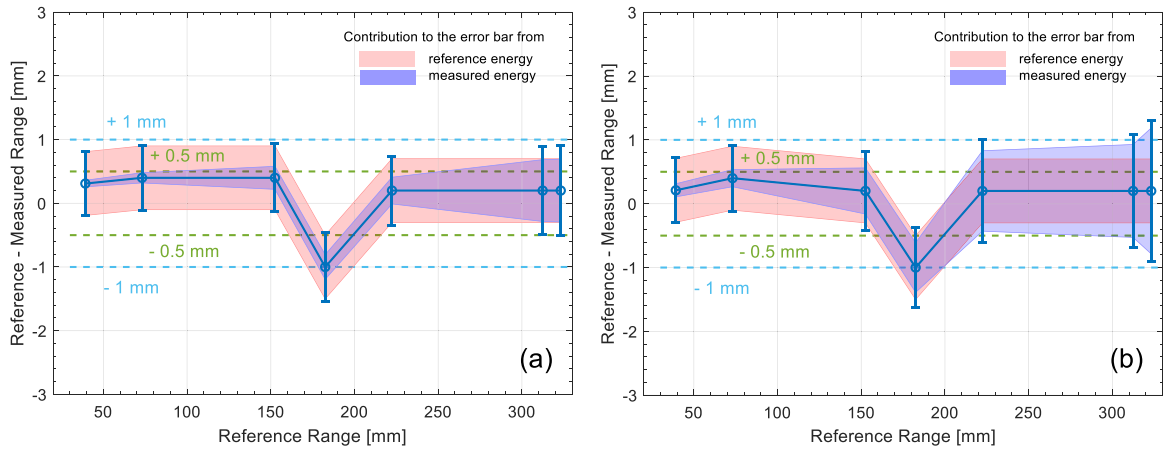 Reference - Measured Range [mm]
3
2
1
0
-1
-2
-3
Contribution to the error bar from
reference energy
measured energy
+ 1 mm
+ 0.5 mm
- 0.5 mm
- 1 mm
(a)
50 100 150 200 250 300
Reference Range [mm]
Reference - Measured Range [mm]
3
2
1
0
-1
-2
-3
Contribution to the error bar from
reference energy
measured energy
+ 1 mm
+ 0.5 mm
- 0.5 mm
- 1 mm
(b)
50 100 150 200 250 300
Reference Range [mm]